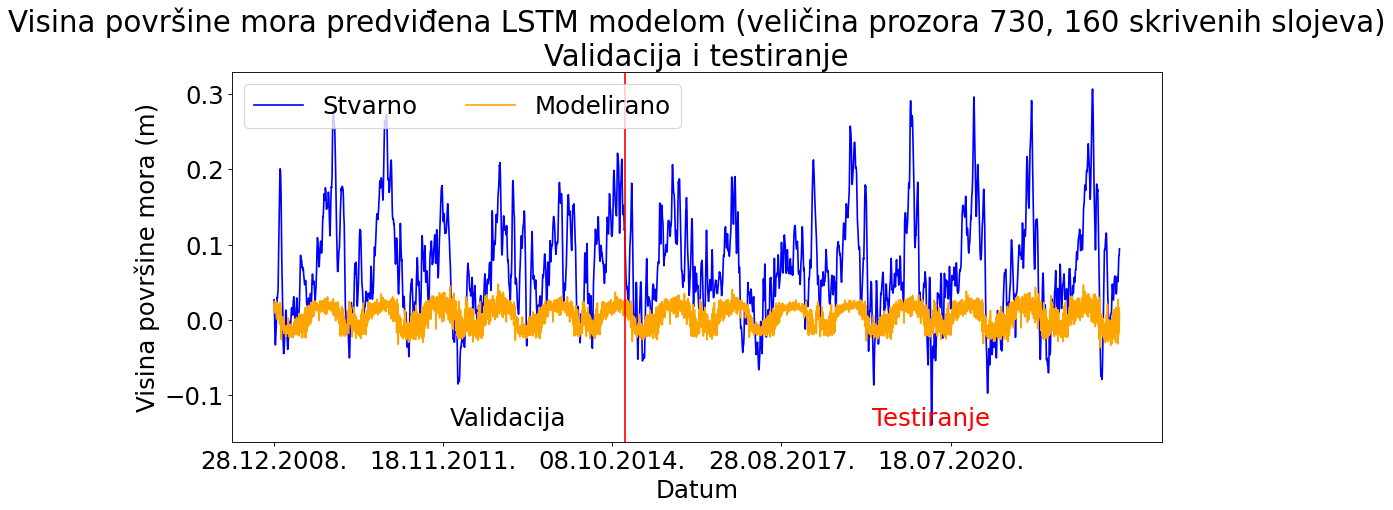 Visina površine mora predviđena LSTM modelom (veličina prozora 730, 160 skrivenih slojeva)
Validacija i testiranje
Stvarno Modelirano
Visina površine mora (m)
0.3
0.2
0.1
0.0
−0.1
Validacija Testiranje
28.12.2008. 18.11.2011. 08.10.2014. 28.08.2017. 18.07.2020.
Datum